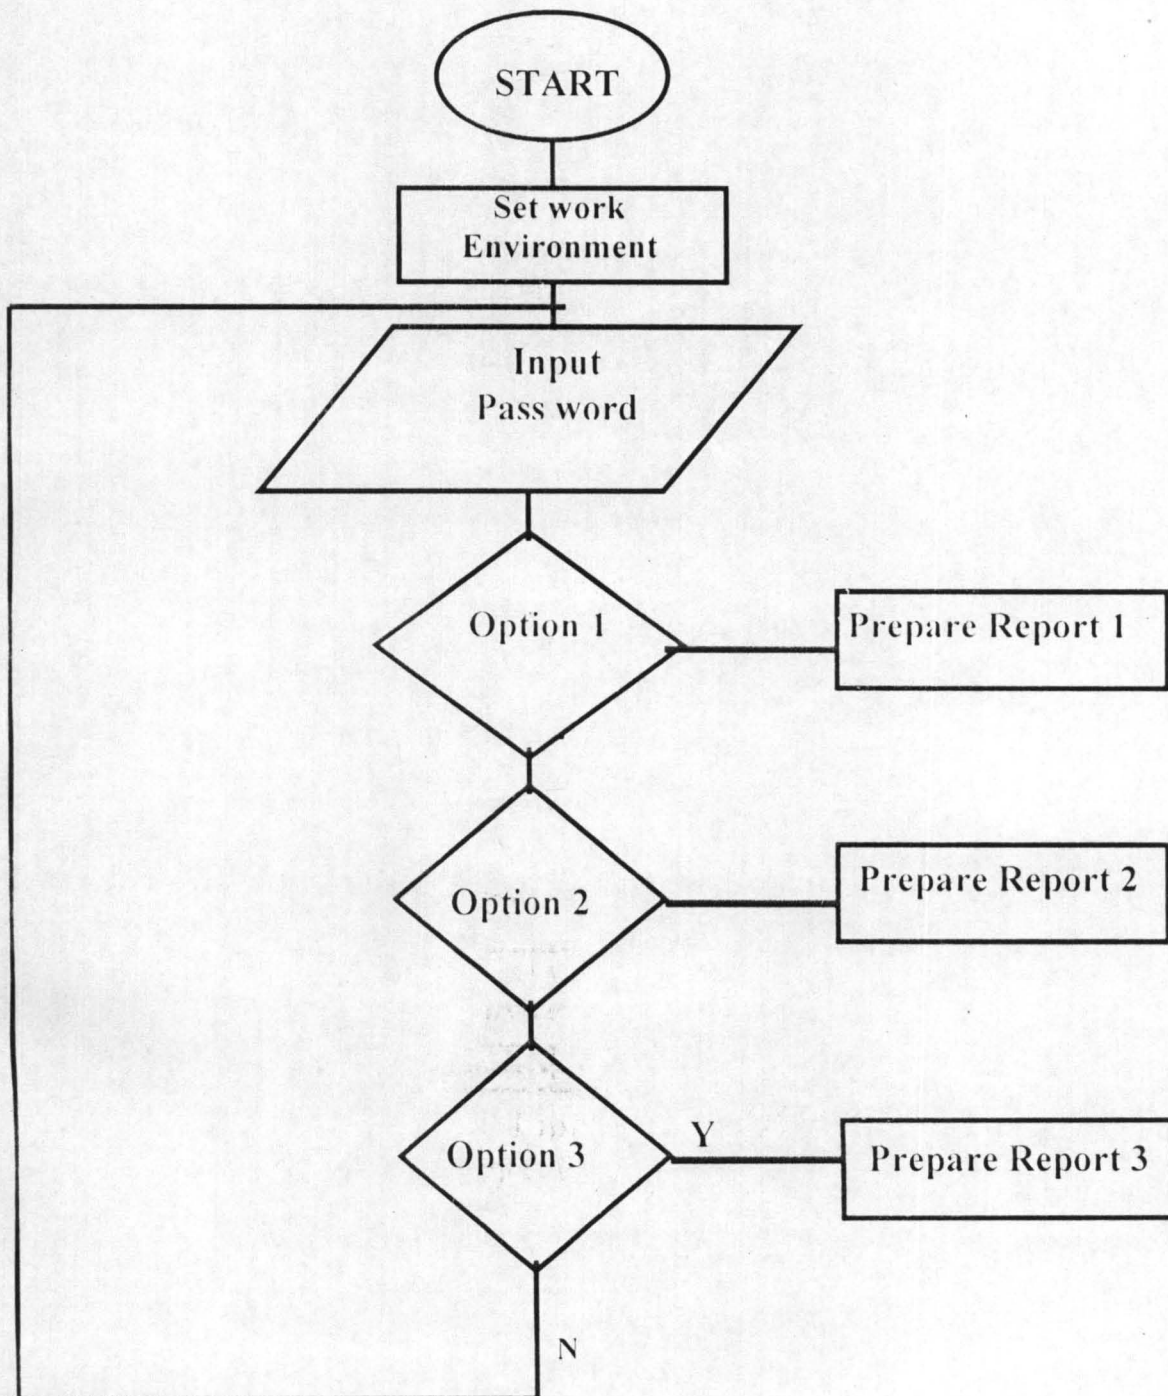 START
Set work
Environment
Input
Pass word
Option 1
Prepare Report 1
Option 2
Prepare Report 2
Option 3
Y
Prepare Report 3
N